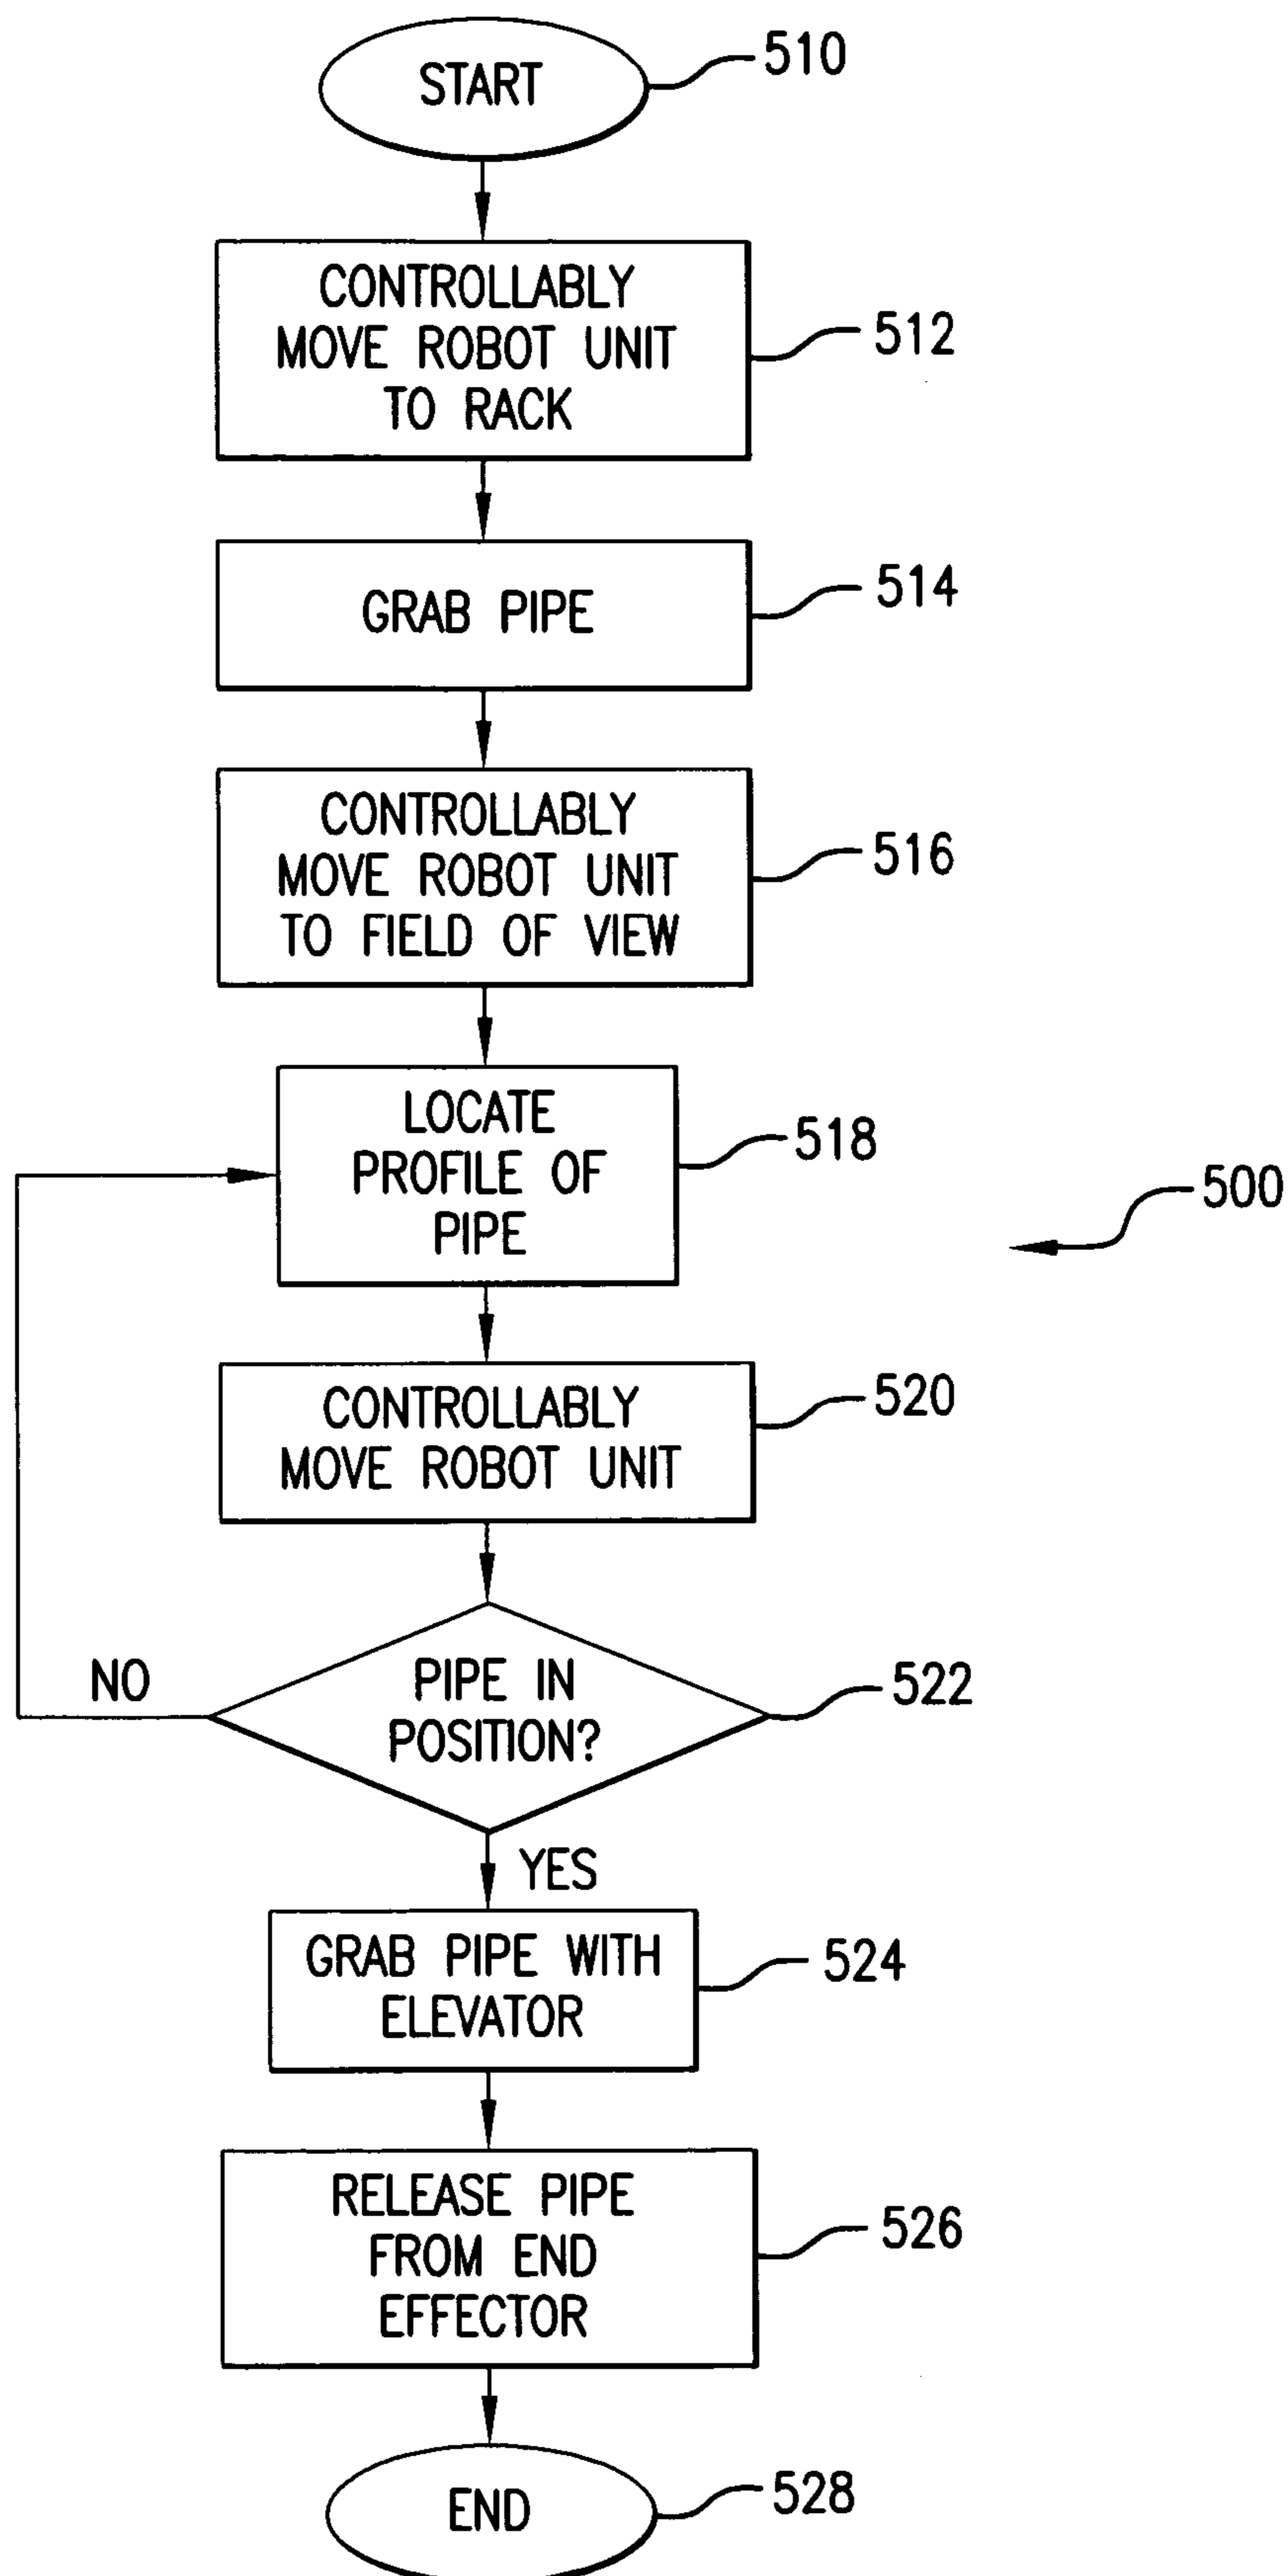 START
510
CONTROLLABLY
MOVE ROBOT UNIT
TO RACK
512
GRAB PIPE
514
CONTROLLABLY
MOVE ROBOT UNIT
TO FIELD OF VIEW
516
LOCATE
PROFILE OF
PIPE
518
500
CONTROLLABLY
MOVE ROBOT UNIT
520
PIPE IN
POSITION?
522
NO
YES
GRAB PIPE WITH
ELEVATOR
524
RELEASE PIPE
FROM END
EFFECTOR
526
END
528